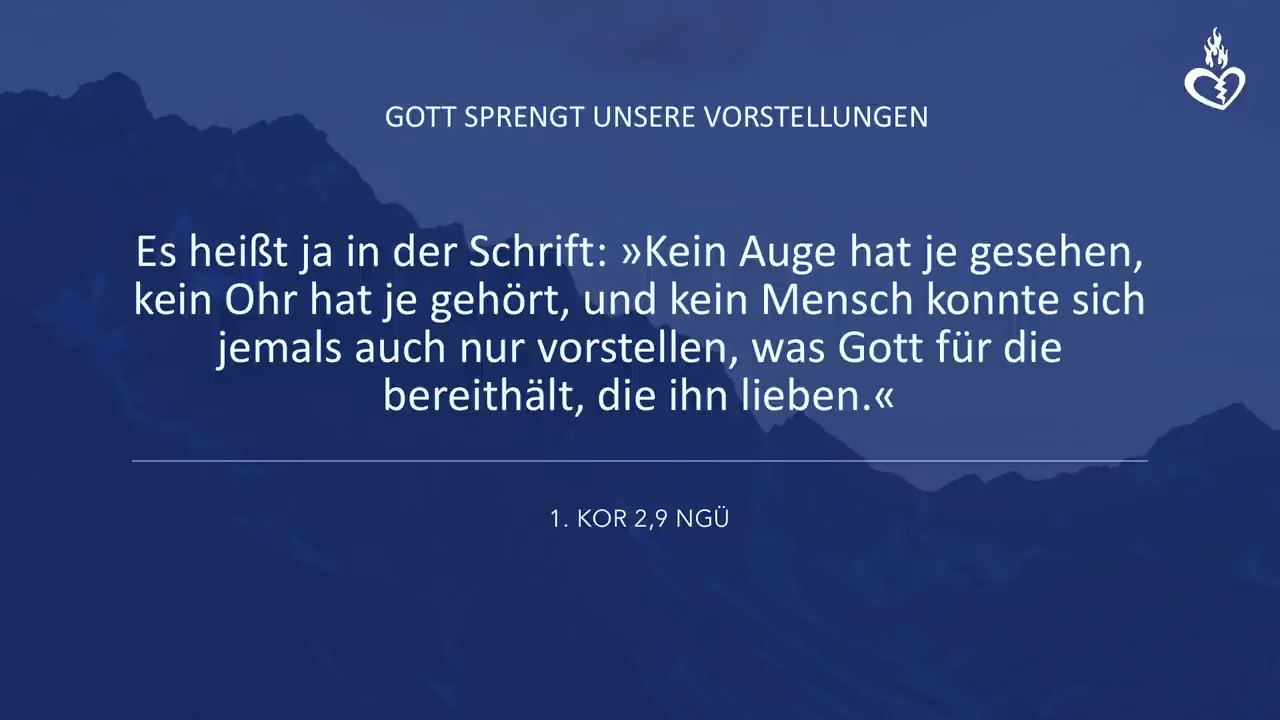 GOTT SPRENGT UNSERE VORSTELLUNGEN
Es heißt ja in der Schrift: »Kein Auge hat je gesehen,
kein Ohr hat je gehört, und kein Mensch konnte sich
jemals auch nur vorstellen, was Gott für die
bereithält, die ihn lieben.«
1. KOR 2,9 NGÜ